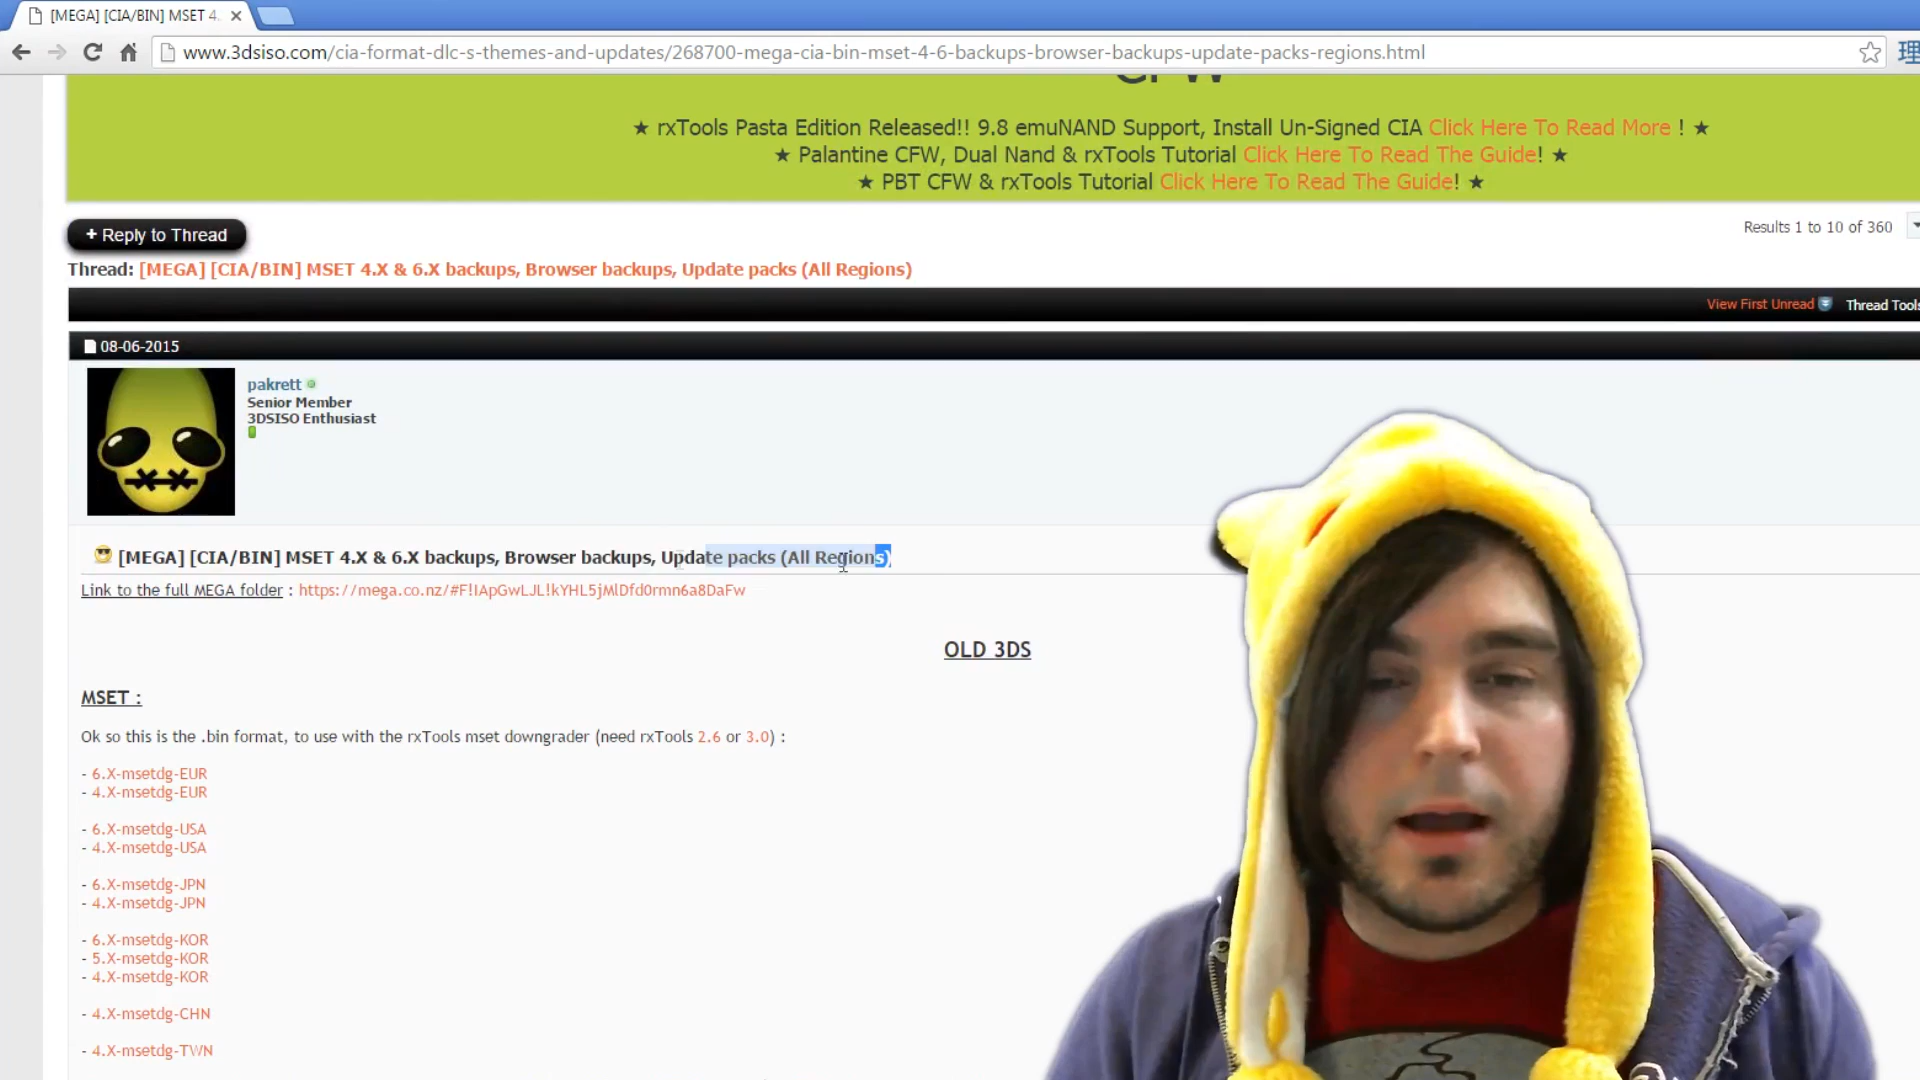 [MEGA] [CIA/BIN] MSET 4.
www.3dsiso.com/cia-format-dlc-s-themes-and-updates/268700-mega-cia-bin-mset-4-6-backups-browser-backups-update-packs-regions.html
CFW
★ rxTools Pasta Edition Released!! 9.8 emuNAND Support, Install Un-Signed CIA Click Here To Read More ! ★
★ Palantine CFW, Dual Nand & rxTools Tutorial Click Here To Read The Guide! ★
★ PBT CFW & rxTools Tutorial Click Here To Read The Guide! ★
+ Reply to Thread
Results 1 to 10 of 360
Thread: [MEGA] [CIA/BIN] MSET 4.X & 6.X backups, Browser backups, Update packs (All Regions)
View First Unread Thread Tools
08-06-2015
pakrett
Senior Member
3DSISO Enthusiast
[MEGA] [CIA/BIN] MSET 4.X & 6.X backups, Browser backups, Update packs (All Regions)
Link to the full MEGA folder : https://mega.co.nz/#F!IApGwLJL!kYHL5jMlDfd0rmn6a8DaFw
OLD 3DS
MSET :
Ok so this is the .bin format, to use with the rxTools mset downgrader (need rxTools 2.6 or 3.0) :
- 6.X-msetdg-EUR
- 4.X-msetdg-EUR
- 6.X-msetdg-USA
- 4.X-msetdg-USA
- 6.X-msetdg-JPN
- 4.X-msetdg-JPN
- 6.X-msetdg-KOR
- 5.X-msetdg-KOR
- 4.X-msetdg-KOR
- 4.X-msetdg-CHN
- 4.X-msetdg-TWN